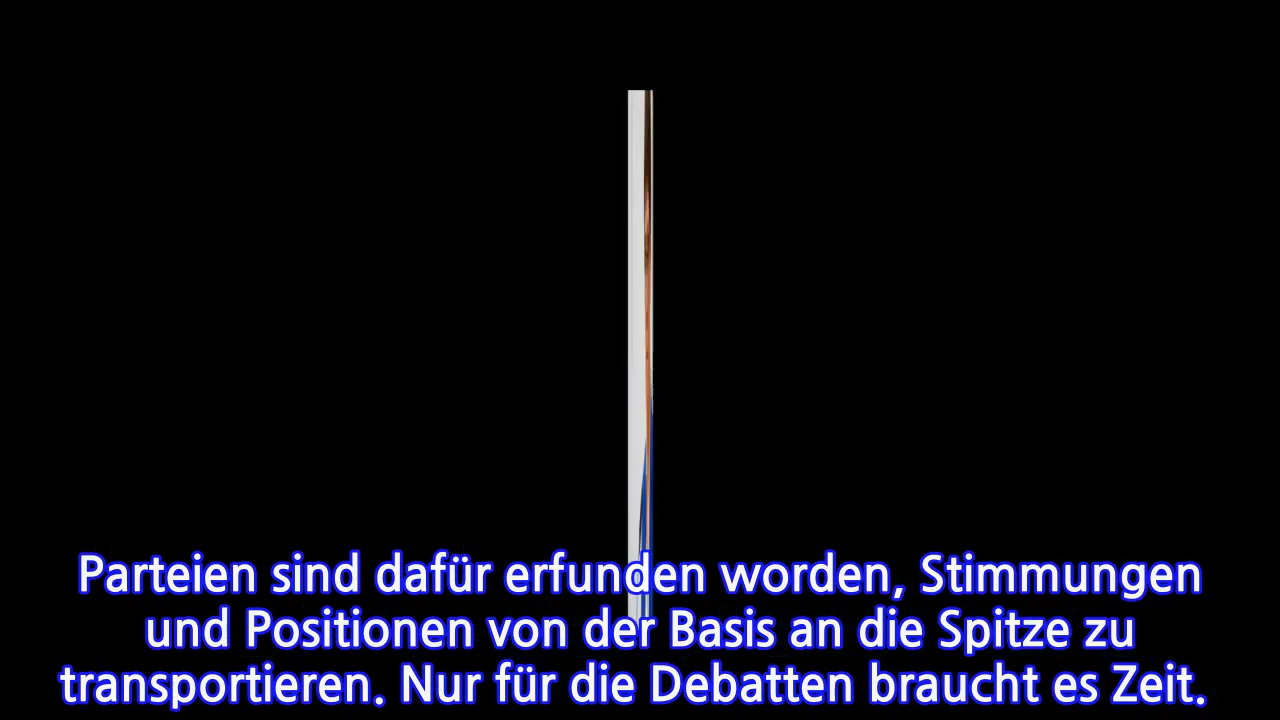 Parteien sind dafür erfunden worden, Stimmungen
und Positionen von der Basis an die Spitze zu
transportieren. Nur für die Debatten braucht es Zeit.